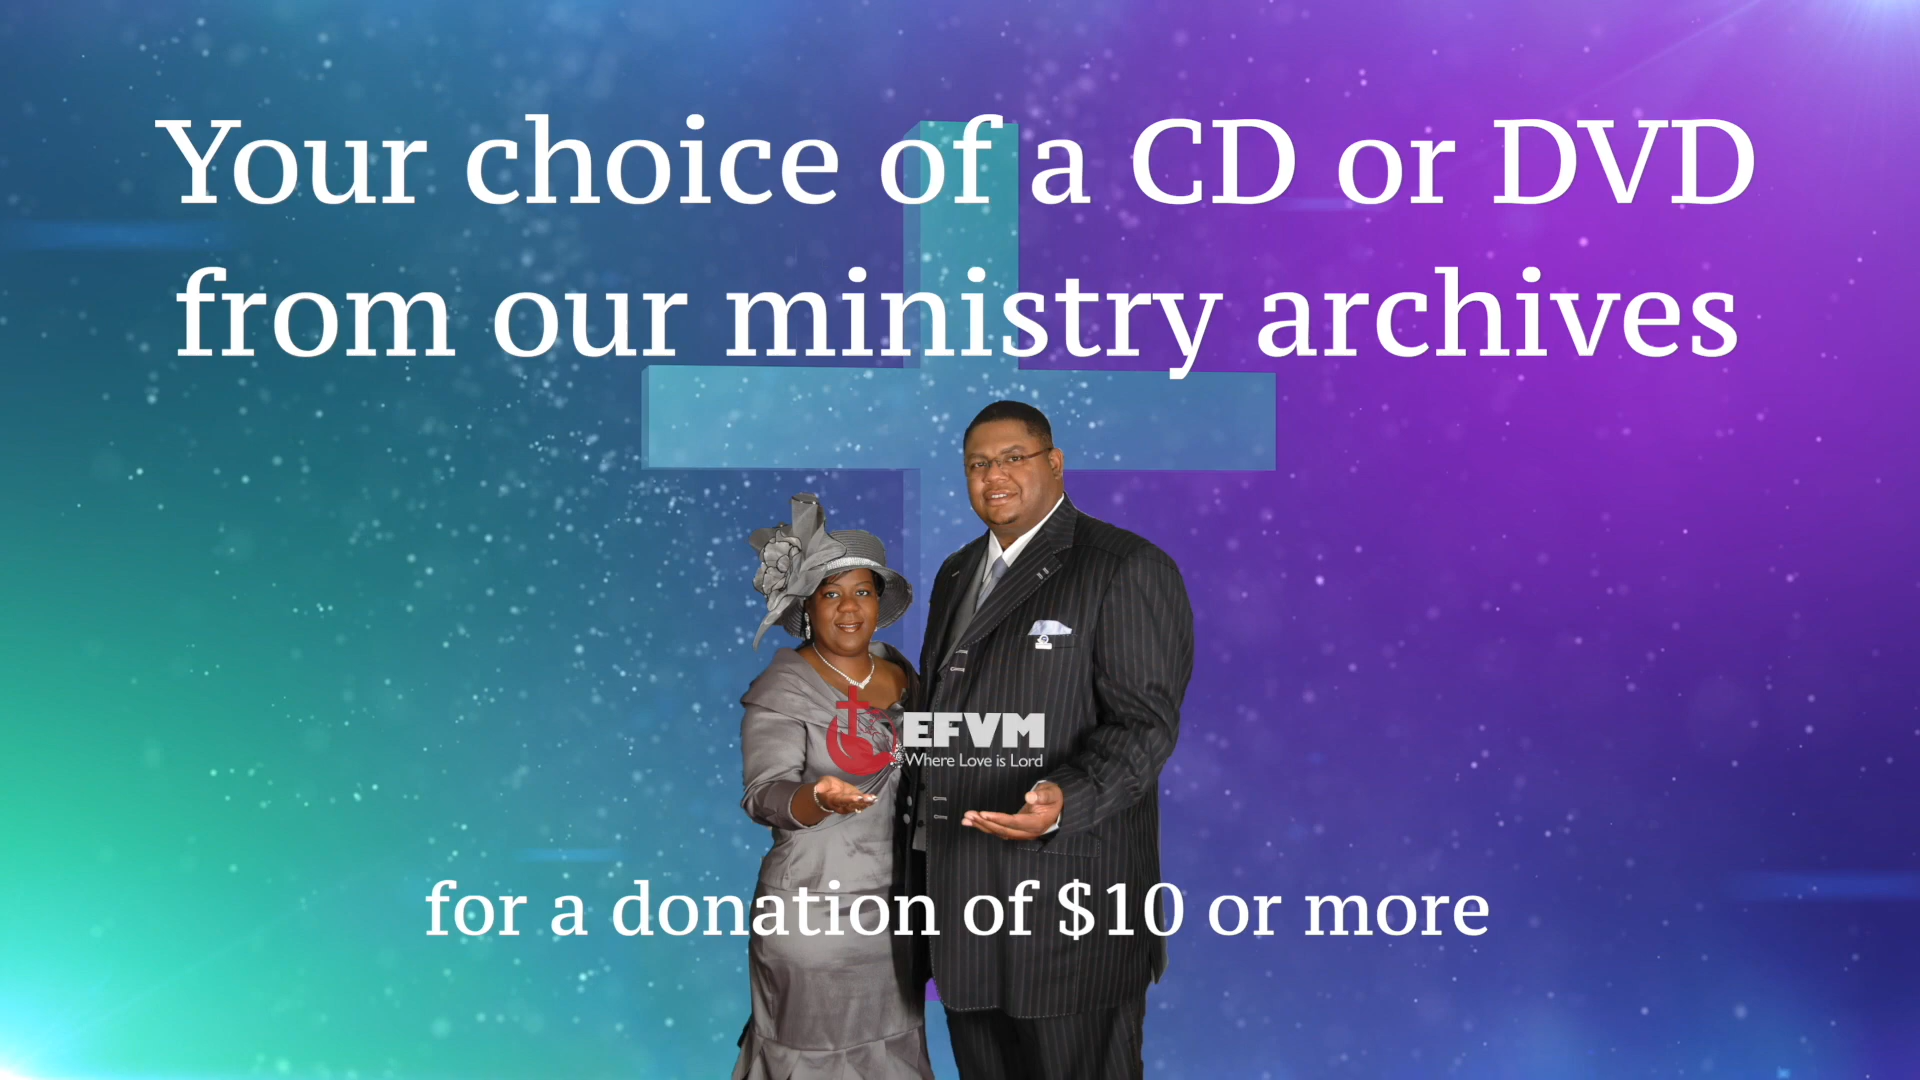 Your choice of a CD or DVD
from our ministry archives
EFVM
Where Love is Lord
for a donation of $10 or more